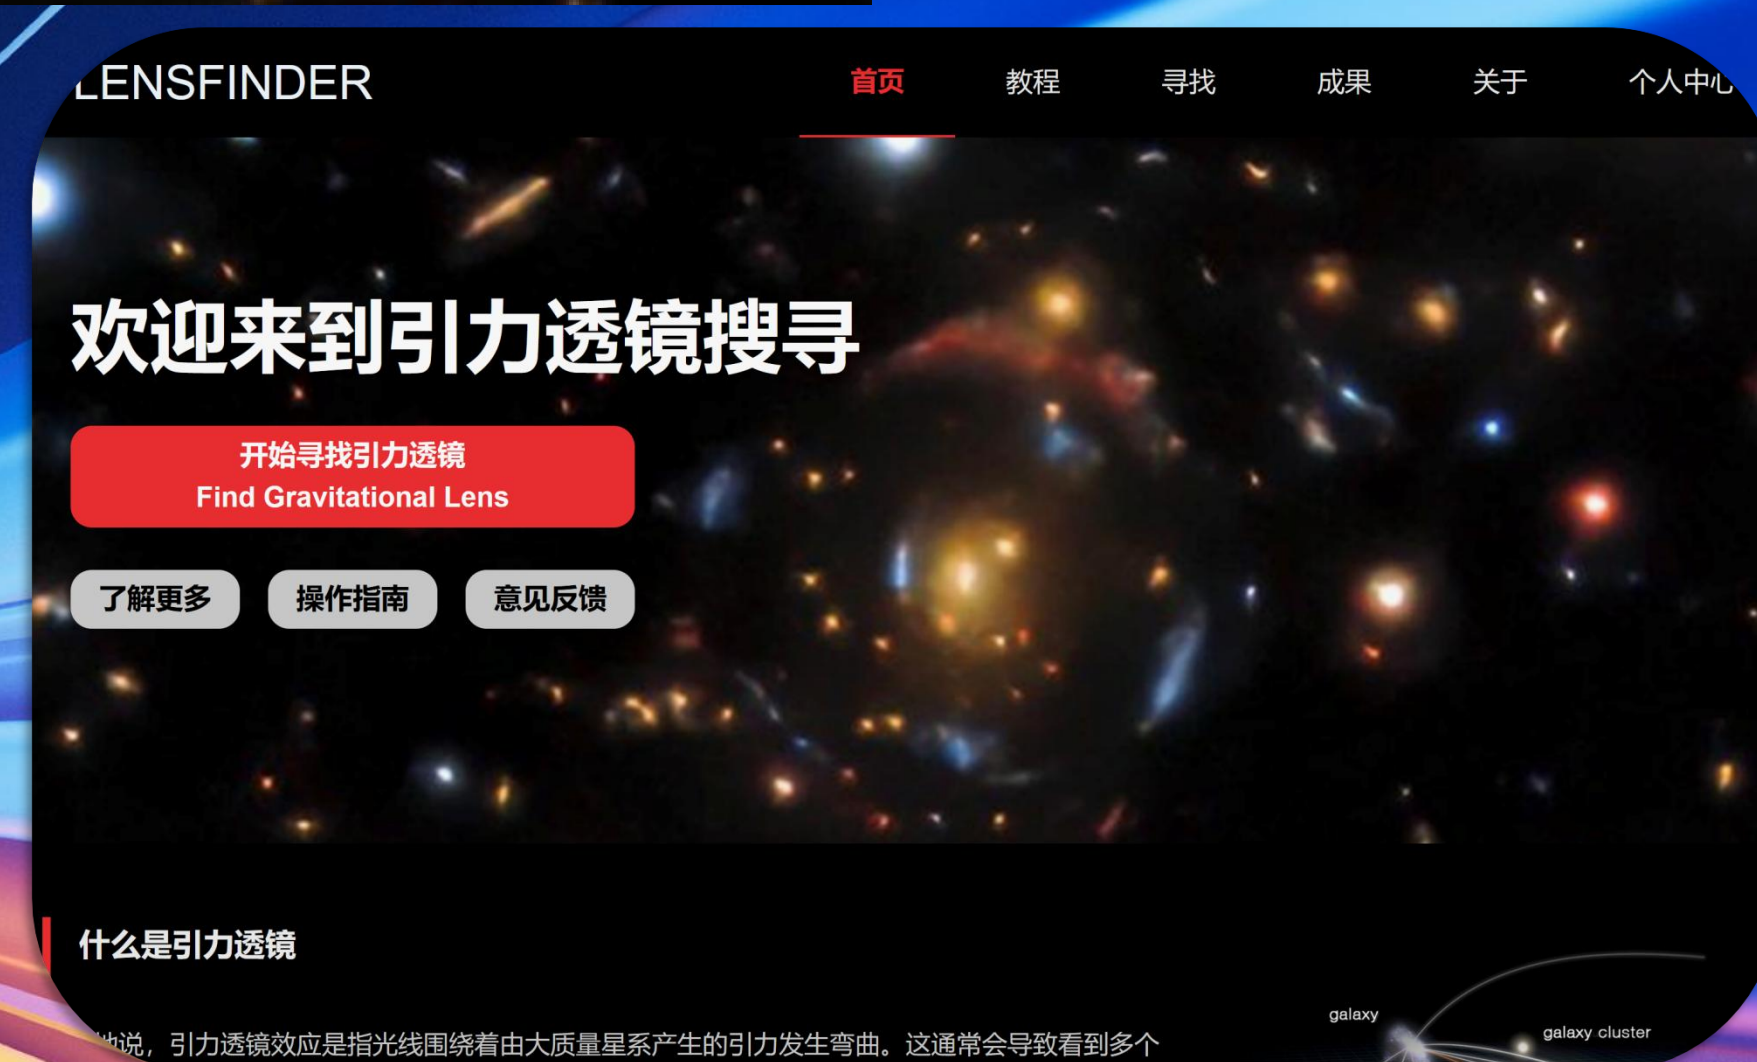 LENSFINDER
首页 教程 寻找 成果 关于 个人中心
欢迎来到引力透镜搜寻
开始寻找引力透镜
Find Gravitational Lens
了解更多 操作指南 意见反馈
什么是引力透镜
说，引力透镜效应是指光线围绕着由大质量星系产生的引力发生弯曲。这通常会导致看到多个
galaxy
galaxy cluster